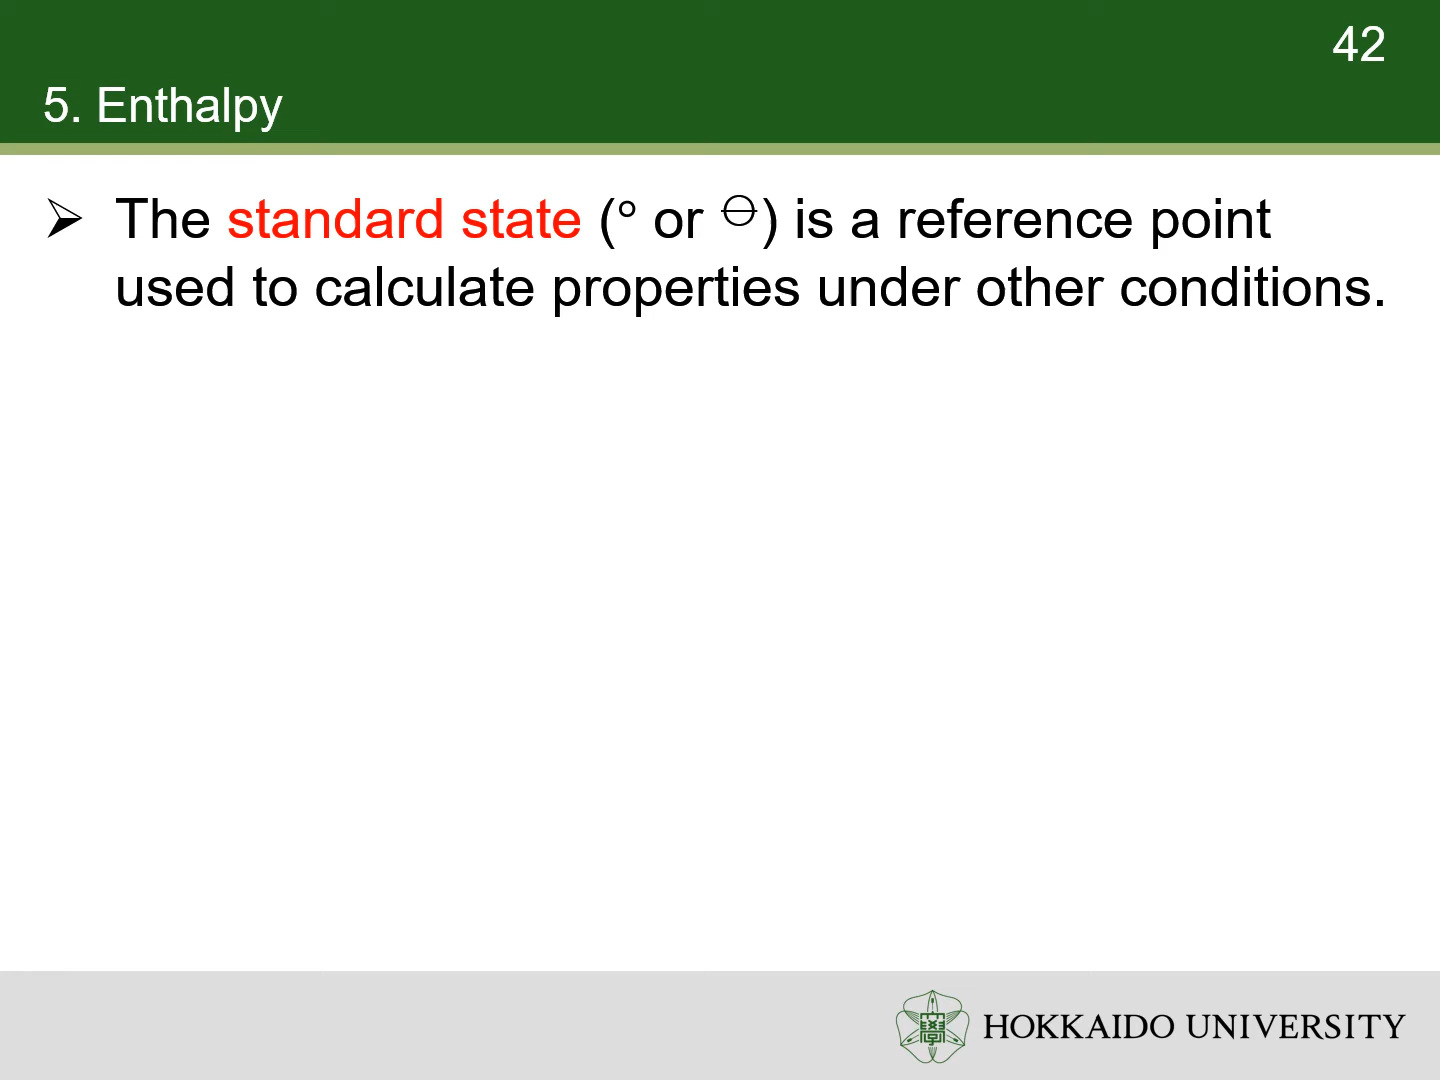 42
5. Enthalpy
➢ The standard state (° or ⦵) is a reference point
used to calculate properties under other conditions.
HOKKAIDO UNIVERSITY